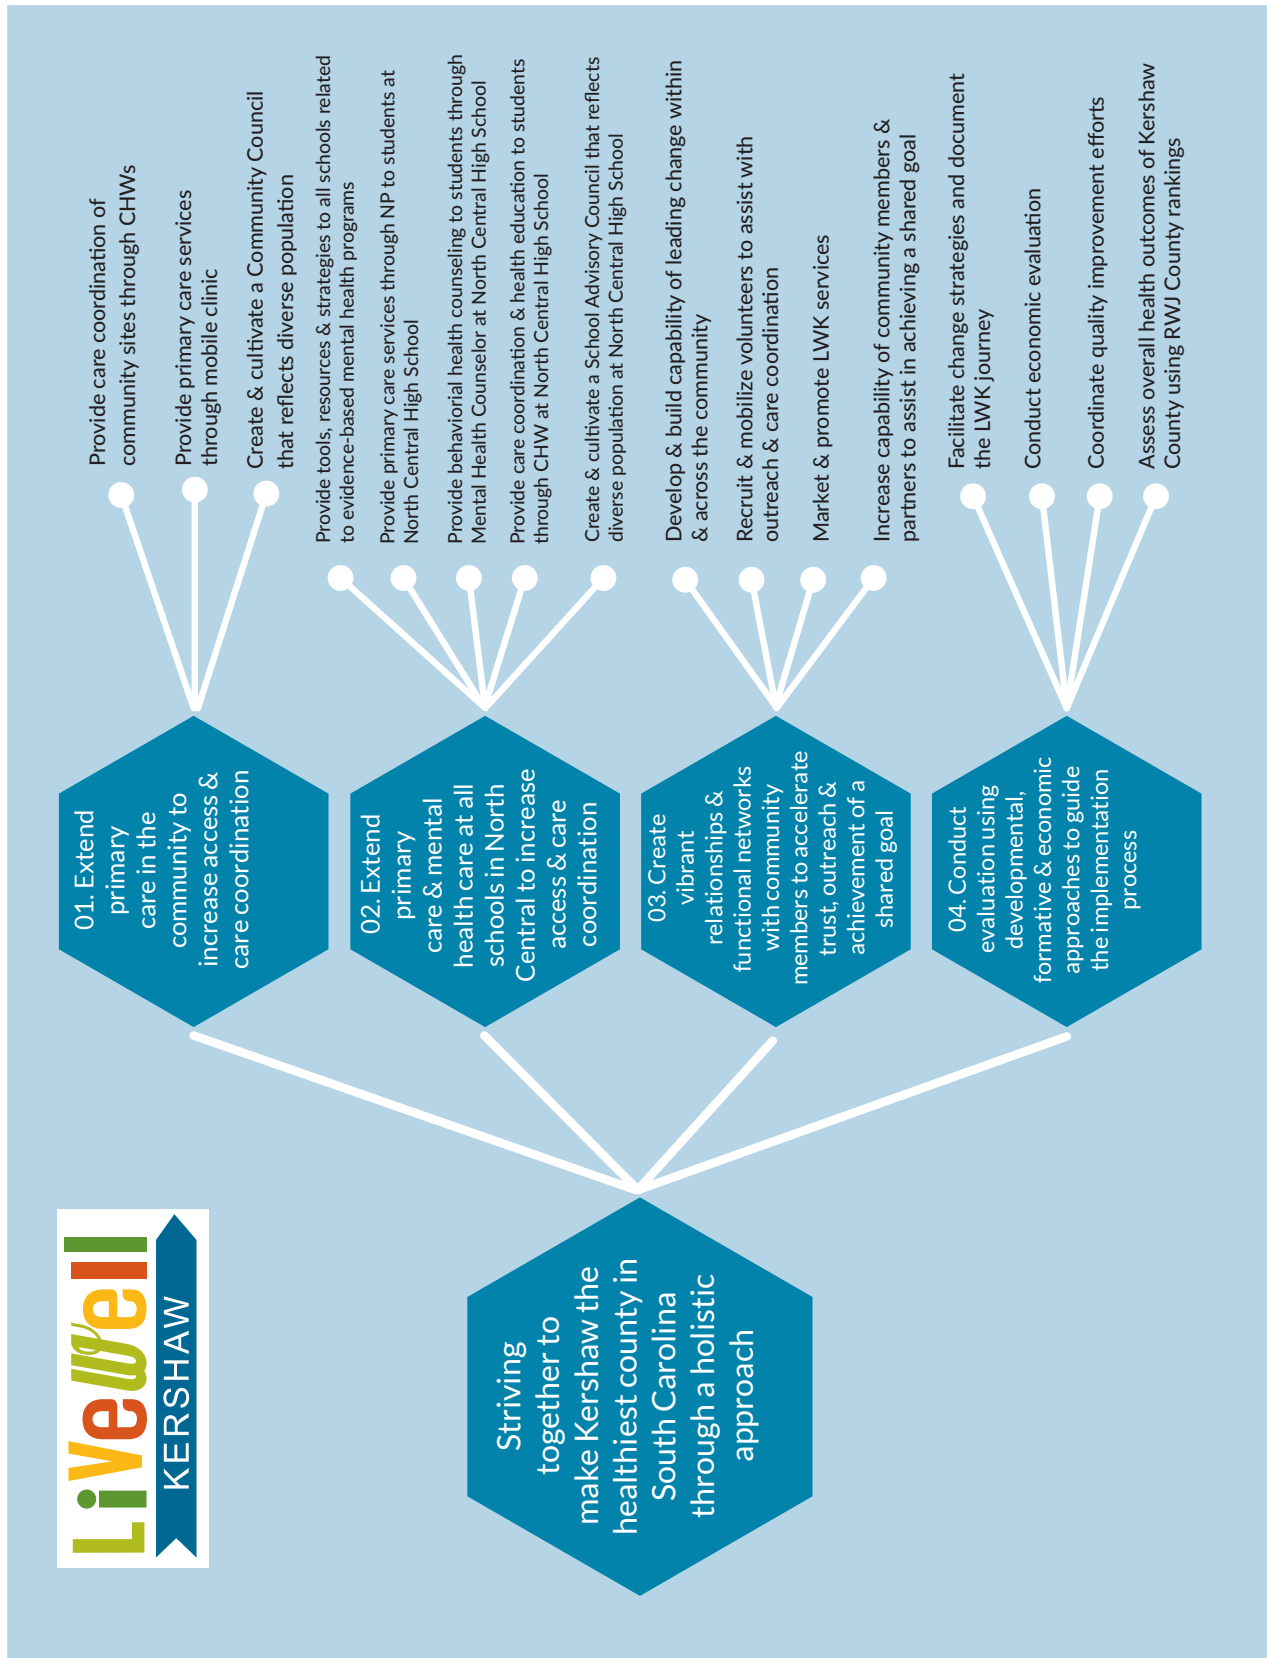 LiVeWell
KERSHAW
Striving
together to
make Kershaw the
healthiest county in
South Carolina
through a holistic
approach
01. Extend
primary
care in the
community to
increase access &
care coordination
Provide care coordination of
community sites through CHWs
Provide primary care services
through mobile clinic
Create & cultivate a Community Council
that reflects diverse population
02. Extend
primary
care & mental
health care at all
schools in North
Central to increase
access & care
coordination
Provide tools, resources & strategies to all schools related
to evidence-based mental health programs
Provide primary care services through NP to students at
North Central High School
Provide behaviorial health counseling to students through
Mental Health Counselor at North Central High School
Provide care coordination & health education to students
through CHW at North Central High School
Create & cultivate a School Advisory Council that reflects
diverse population at North Central High School
03. Create
vibrant
relationships &
functional networks
with community
members to accelerate
trust, outreach &
achievement of a
shared goal
Develop & build capability of leading change within
& across the community
Recruit & mobilize volunteers to assist with
outreach & care coordination
Market & promote LWK services
Increase capability of community members &
partners to assist in achieving a shared goal
04. Conduct
evaluation using
developmental,
formative & economic
approaches to guide
the implementation
process
Facilitate change strategies and document
the LWK journey
Conduct economic evaluation
Coordinate quality improvement efforts
Assess overall health outcomes of Kershaw
County using RWJ County rankings